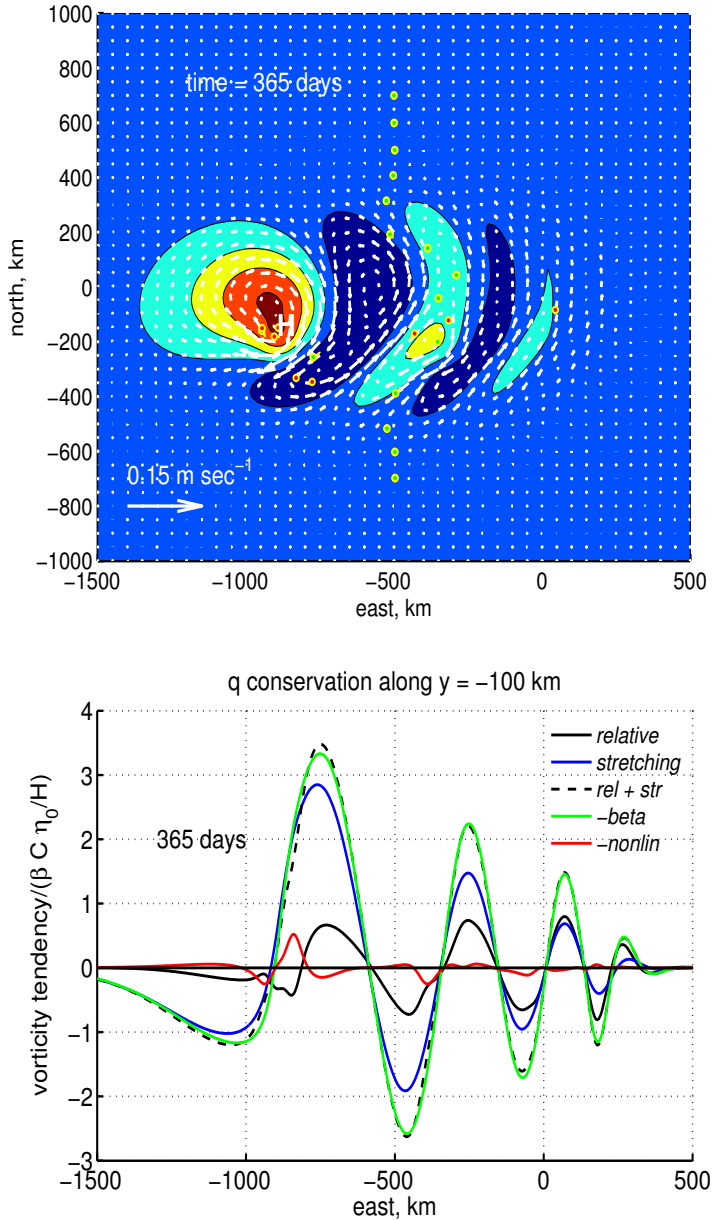 1000
800
600
400
200
0
−200
−400
−600
−800
−1000
north, km
time = 365 days
H
0.15 m sec⁻¹
−1500 −1000 −500 0 500
east, km
q conservation along y = −100 km
4
3
2
1
0
−1
−2
−3
vorticity tendency/(β C η₀/H)
relative
stretching
rel + str
−beta
−nonlin
365 days
−1500 −1000 −500 0 500
east, km